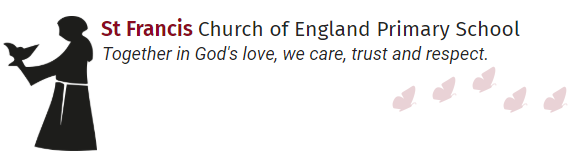 St Francis Church of England Primary School
Together in God's love, we care, trust and respect.